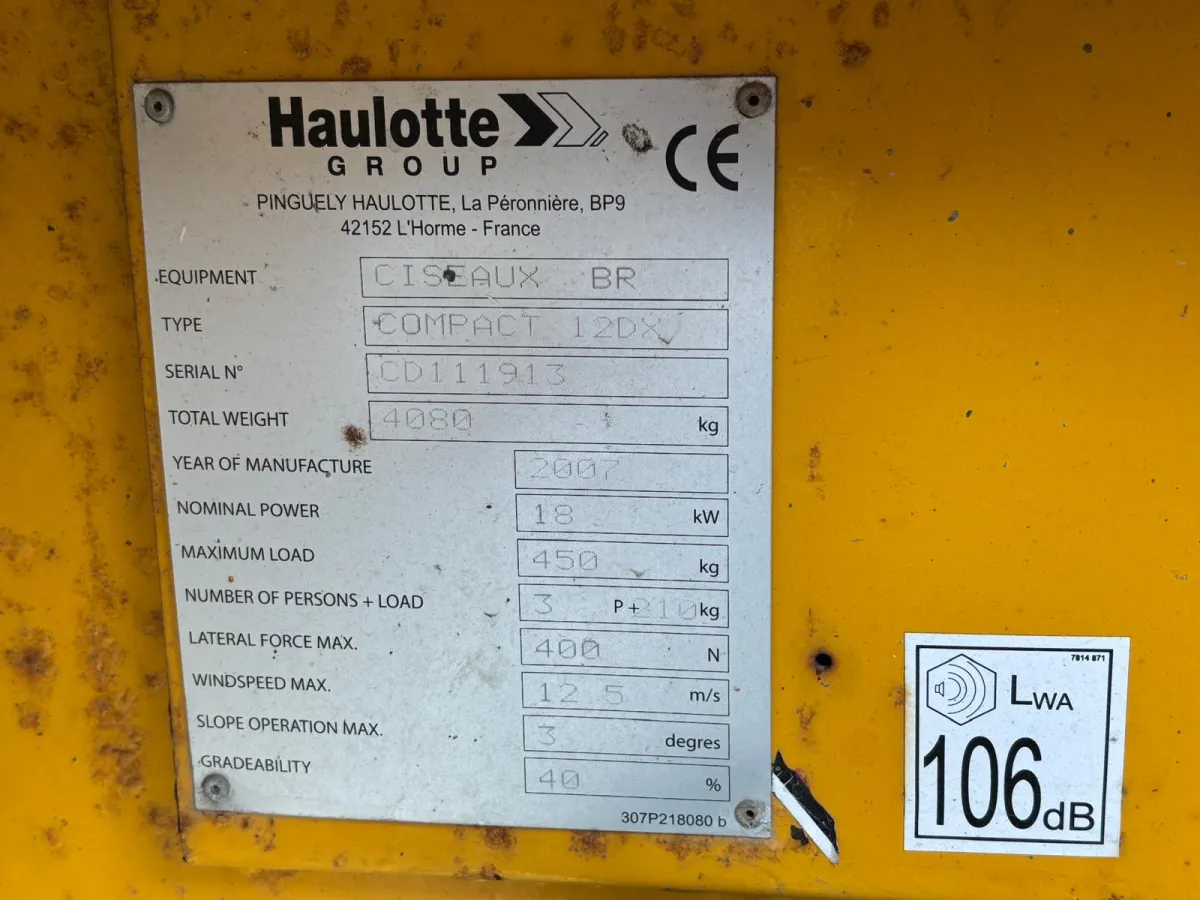 Haulotte
GROUP
CE
PINGUELY HAULOTTE, La Péronnière, BP9
42152 L'Horme - France
EQUIPMENT CISEAUX BR
TYPE COMPACT 12DX
SERIAL N° CD111913
TOTAL WEIGHT 4080 kg
YEAR OF MANUFACTURE 2007
NOMINAL POWER 18 kW
MAXIMUM LOAD 450 kg
NUMBER OF PERSONS + LOAD 3 P + 210 kg
LATERAL FORCE MAX. 400 N
WINDSPEED MAX. 12.5 m/s
SLOPE OPERATION MAX. 3 degres
GRADEABILITY 40 %
307P218080 b
7814 871
LWA
106 dB